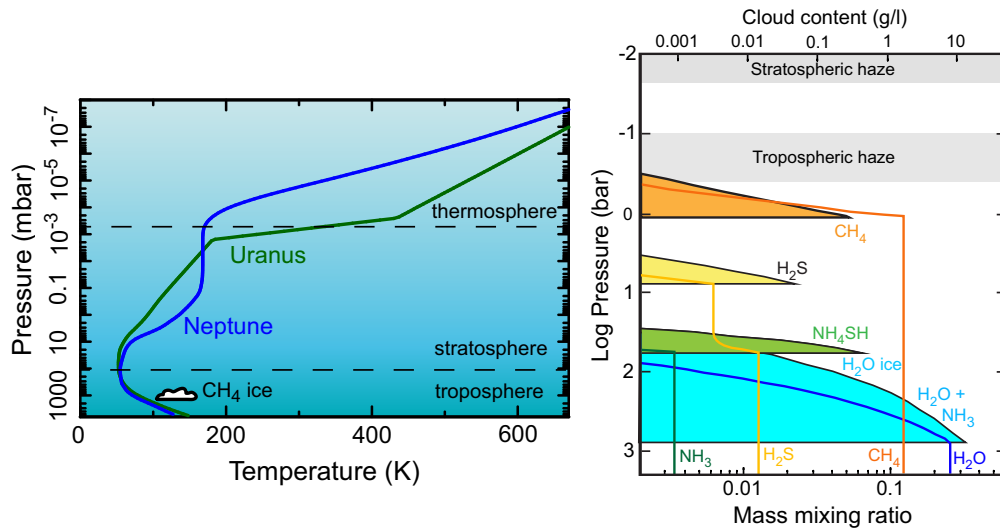 Pressure (mbar)
10⁻⁷
10⁻⁵
10⁻³
0.1
10
1000
thermosphere
Uranus
Neptune
stratosphere
CH₄ ice
troposphere
0
200
400
600
Temperature (K)
Cloud content (g/l)
0.001
0.01
0.1
1
10
Log Pressure (bar)
-2
-1
0
1
2
3
Stratospheric haze
Tropospheric haze
CH₄
H₂S
NH₄SH
H₂O ice
H₂O +
NH₃
NH₃
H₂S
CH₄
H₂O
0.01
0.1
Mass mixing ratio